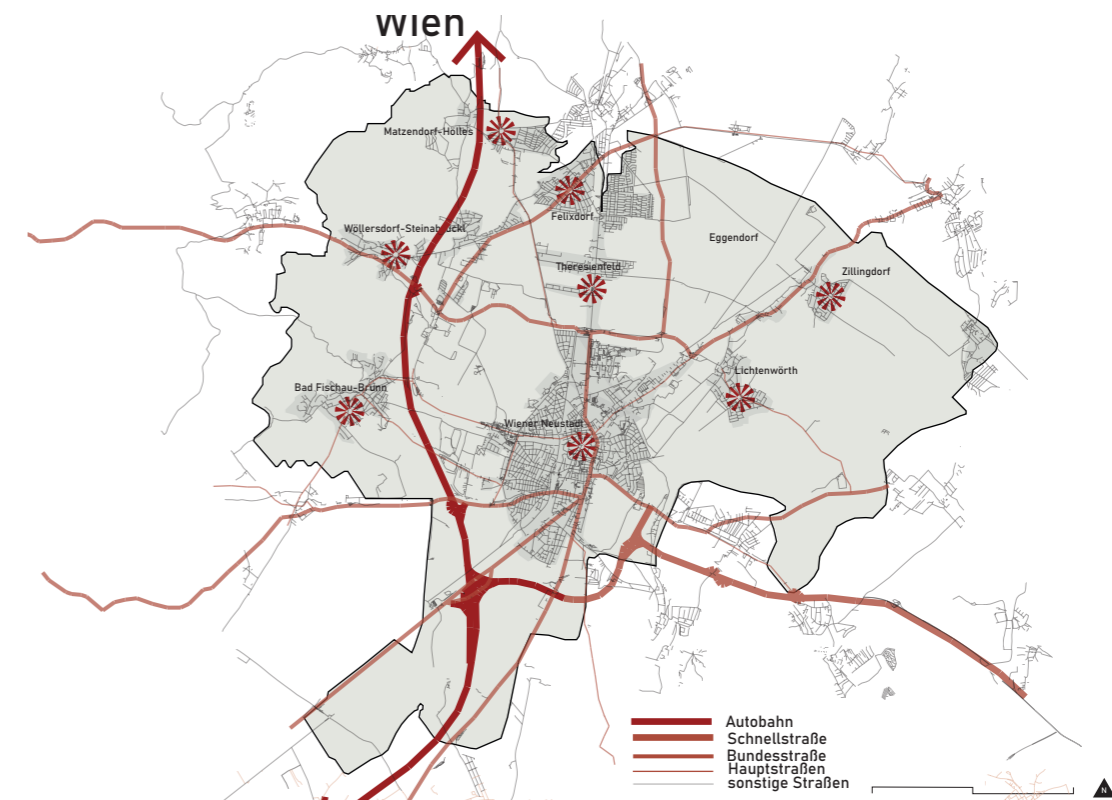 Wien
Matzendorf-Hölles
Felixdorf
Wöllersdorf-Steinabrückl
Eggendorf
Theresienfeld
Zillingdorf
Lichtenwörth
Bad Fischau-Brunn
Wiener Neustadt
Autobahn
Schnellstraße
Bundesstraße
Hauptstraßen
sonstige Straßen
N